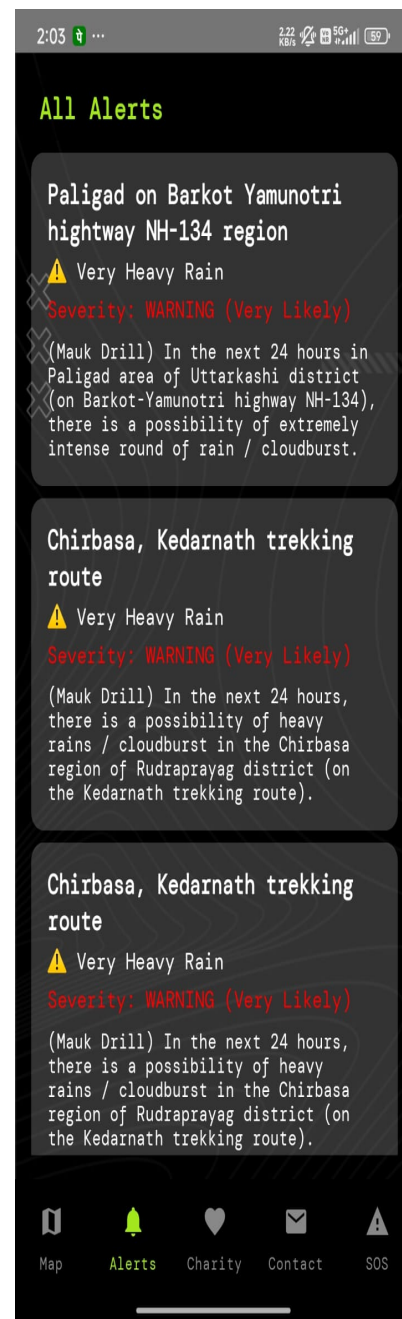 2:03 पे ...
2.22 KB/s 5G+ 59
All Alerts
Paligad on Barkot Yamunotri
hightway NH-134 region
Very Heavy Rain
Severity: WARNING (Very Likely)
(Mauk Drill) In the next 24 hours in
Paligad area of Uttarkashi district
(on Barkot-Yamunotri highway NH-134),
there is a possibility of extremely
intense round of rain / cloudburst.
Chirbasa, Kedarnath trekking
route
Very Heavy Rain
Severity: WARNING (Very Likely)
(Mauk Drill) In the next 24 hours,
there is a possibility of heavy
rains / cloudburst in the Chirbasa
region of Rudraprayag district (on
the Kedarnath trekking route).
Chirbasa, Kedarnath trekking
route
Very Heavy Rain
Severity: WARNING (Very Likely)
(Mauk Drill) In the next 24 hours,
there is a possibility of heavy
rains / cloudburst in the Chirbasa
region of Rudraprayag district (on
the Kedarnath trekking route).
Map Alerts Charity Contact SOS